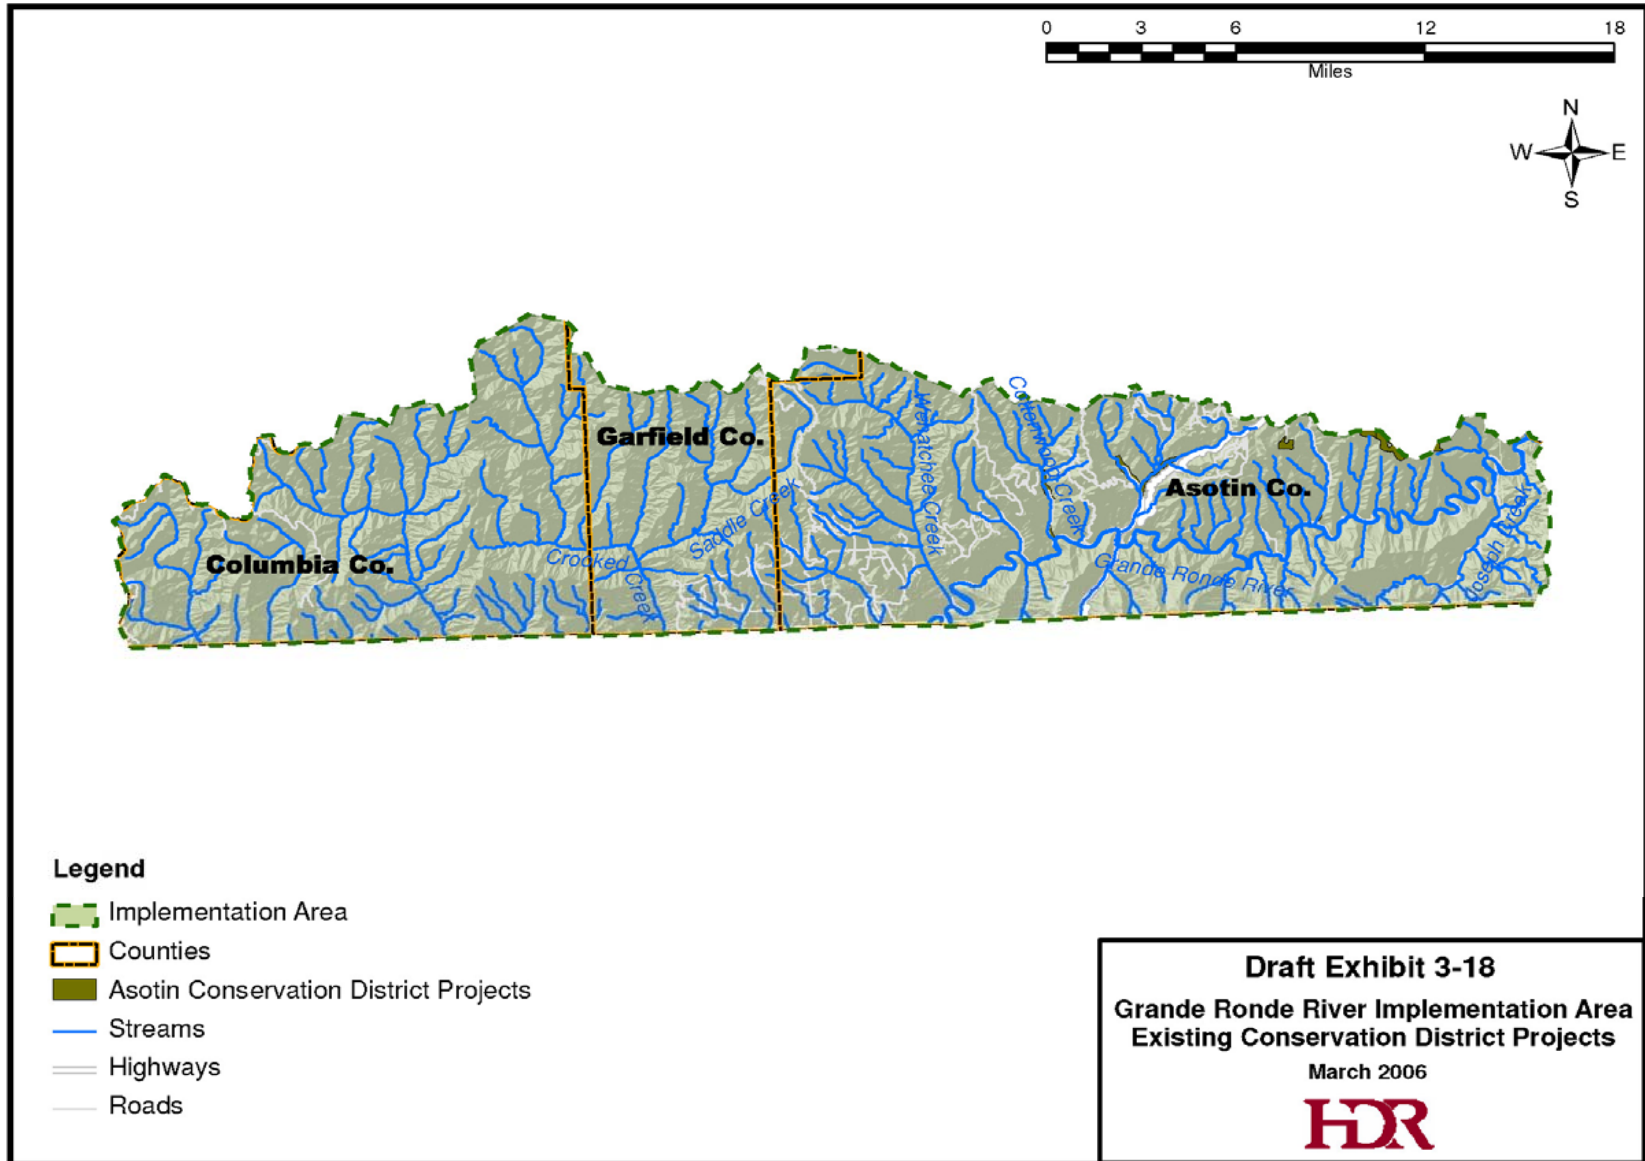 0 3 6 12 18
Miles
N
W E
S
Garfield Co.
Columbia Co.
Asotin Co.
Crooked Creek
Saddle Creek
Wenatchee Creek
Cottonwood Creek
Grande Ronde River
Joseph Creek
Legend
Implementation Area
Counties
Asotin Conservation District Projects
Streams
Highways
Roads
Draft Exhibit 3-18
Grande Ronde River Implementation Area
Existing Conservation District Projects
March 2006
HDR